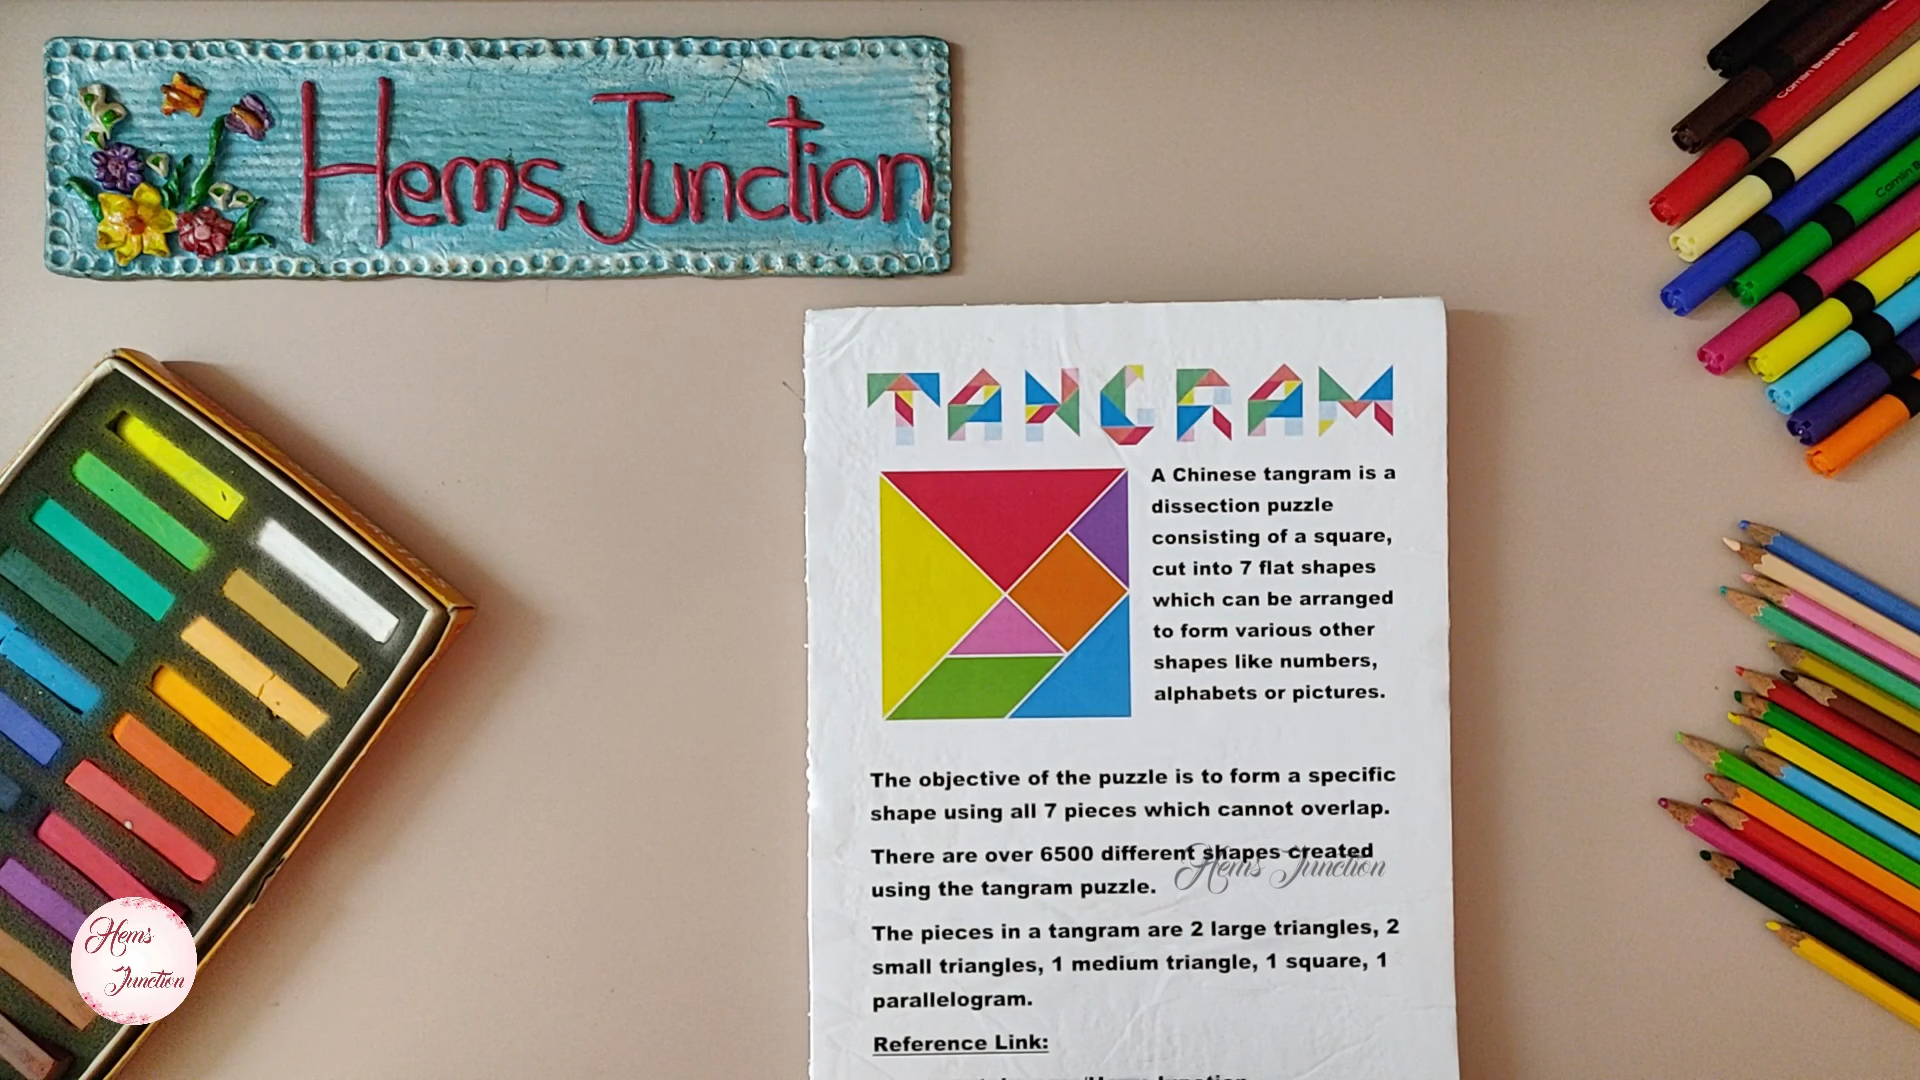 Hems Junction
Camlin Brush Pen
TANGRAM
A Chinese tangram is a
dissection puzzle
consisting of a square,
cut into 7 flat shapes
which can be arranged
to form various other
shapes like numbers,
alphabets or pictures.
The objective of the puzzle is to form a specific
shape using all 7 pieces which cannot overlap.
There are over 6500 different shapes created
using the tangram puzzle.
Hems Junction
The pieces in a tangram are 2 large triangles, 2
small triangles, 1 medium triangle, 1 square, 1
parallelogram.
Reference Link:
Hems
Junction